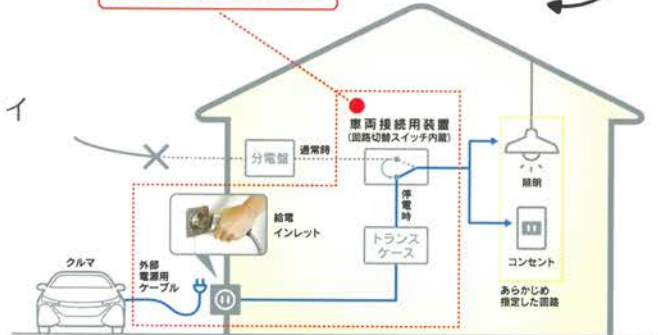 イ
車両接続用装置
(回路切替スイッチ内蔵)
分電盤
通常時
停電時
照明
給電
インレット
トランス
ケース
コンセント
クルマ
外部
電源用
ケーブル
あらかじめ
指定した回路